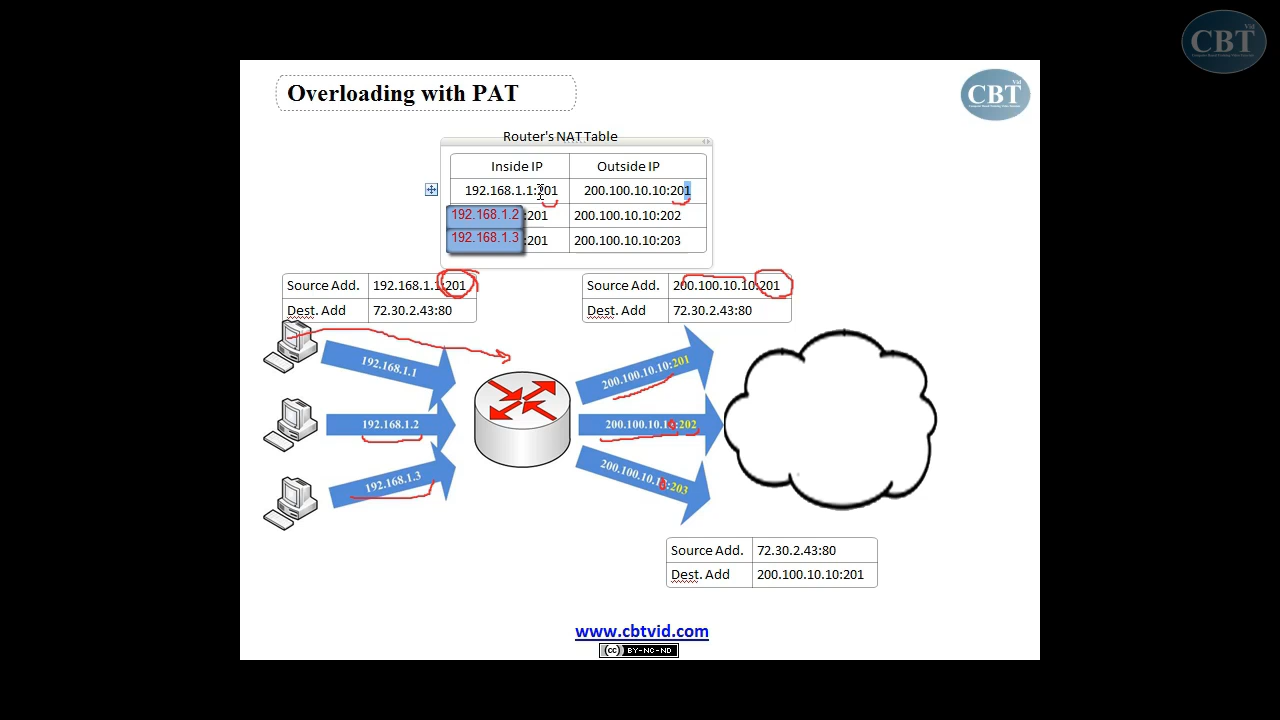 CBT
Vid
Overloading with PAT
CBT
Vid
Router's NAT Table
Inside IP Outside IP
192.168.1.1:201 200.100.10.10:201
192.168.1.2 :201 200.100.10.10:202
192.168.1.3 :201 200.100.10.10:203
Source Add. 192.168.1.1:201
Dest. Add 72.30.2.43:80
Source Add. 200.100.10.10:201
Dest. Add 72.30.2.43:80
192.168.1.1
200.100.10.10:201
192.168.1.2
200.100.10.10:202
192.168.1.3
200.100.10.10:203
Source Add. 72.30.2.43:80
Dest. Add 200.100.10.10:201
www.cbtvid.com
cc BY-NC-ND